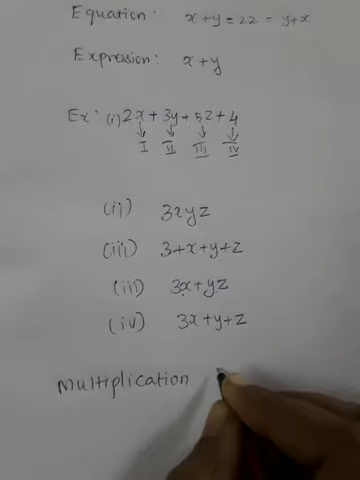 Equation: x+y = 22 = y+x
Expression: x+y
Ex: (i) 2x + 3y + 5z + 4
I II III IV
(ii) 3xyz
(iii) 3+x+y+z
(iii) 3x+yz
(iv) 3x+y+z
Multiplication